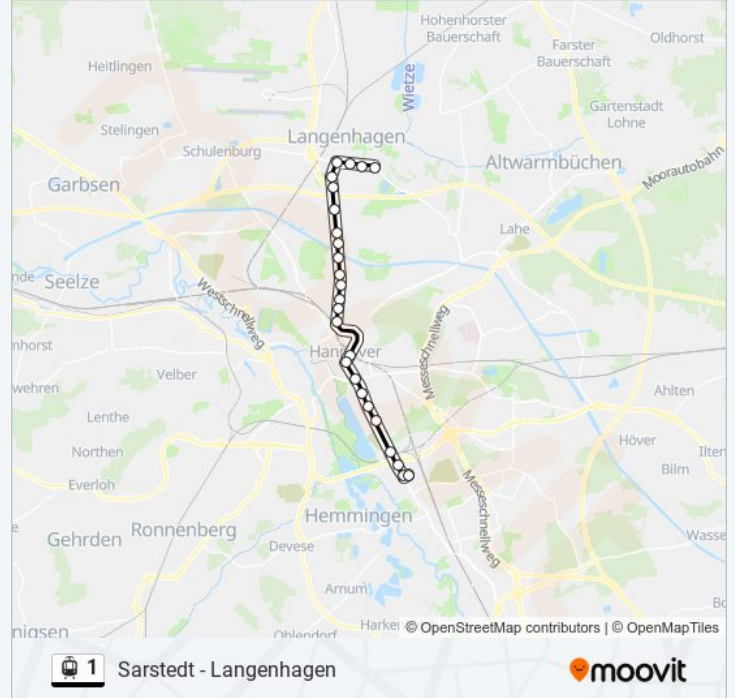 Hohenhorster
Bauerschaft
Oldhorst
Farster
Bauerschaft
Heitlingen
Wietze
Gartenstadt
Lohne
Stelingen
Langenhagen
Schulenburg
Altwarmbüchen
Moorautobahn
Garbsen
Lahe
nde
Seelze
Westschnellweg
Messeschnellweg
nhorst
Hannover
Velber
wehren
Ahlten
Lenthe
Höver
Northen
Ilten
Bilm
Everloh
Messeschnellweg
Hemmingen
Ronnenberg
Gehrden
Wasse
Devese
Arnum
Bo
nigsen
Ohlendorf
Harke
© OpenStreetMap contributors | © OpenMapTiles
1 Sarstedt - Langenhagen
moovit